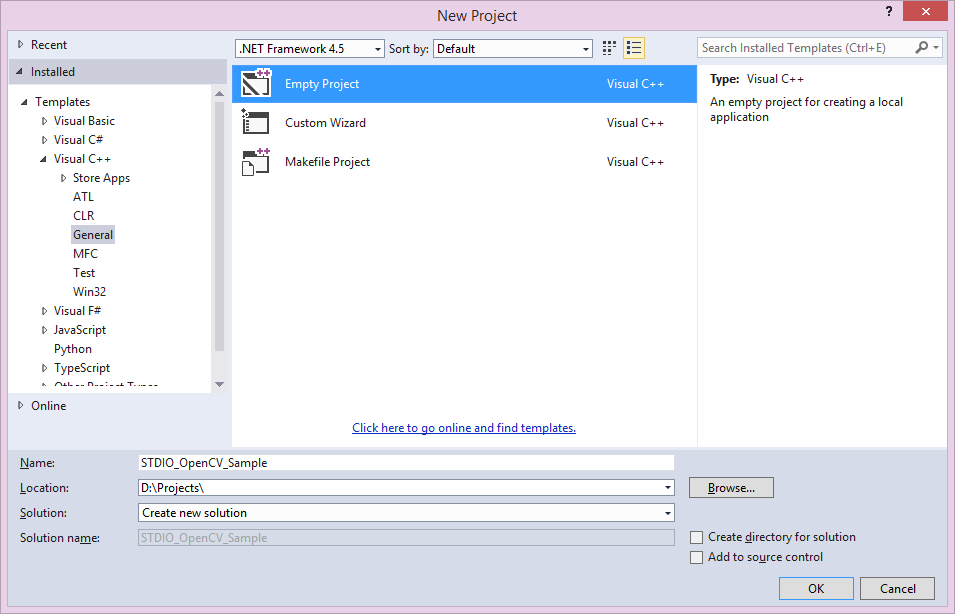 New Project
?
Recent
.NET Framework 4.5
Sort by:
Default
Search Installed Templates (Ctrl+E)
Installed
Templates
Visual Basic
Visual C#
Visual C++
Store Apps
ATL
CLR
General
MFC
Test
Win32
Visual F#
JavaScript
Python
TypeScript
Other Project Types
Online
Empty Project Visual C++
Custom Wizard Visual C++
Makefile Project Visual C++
Click here to go online and find templates.
Type: Visual C++
An empty project for creating a local
application
Name: STDIO_OpenCV_Sample
Location: D:\Projects\
Browse...
Solution: Create new solution
Solution name: STDIO_OpenCV_Sample
Create directory for solution
Add to source control
OK
Cancel